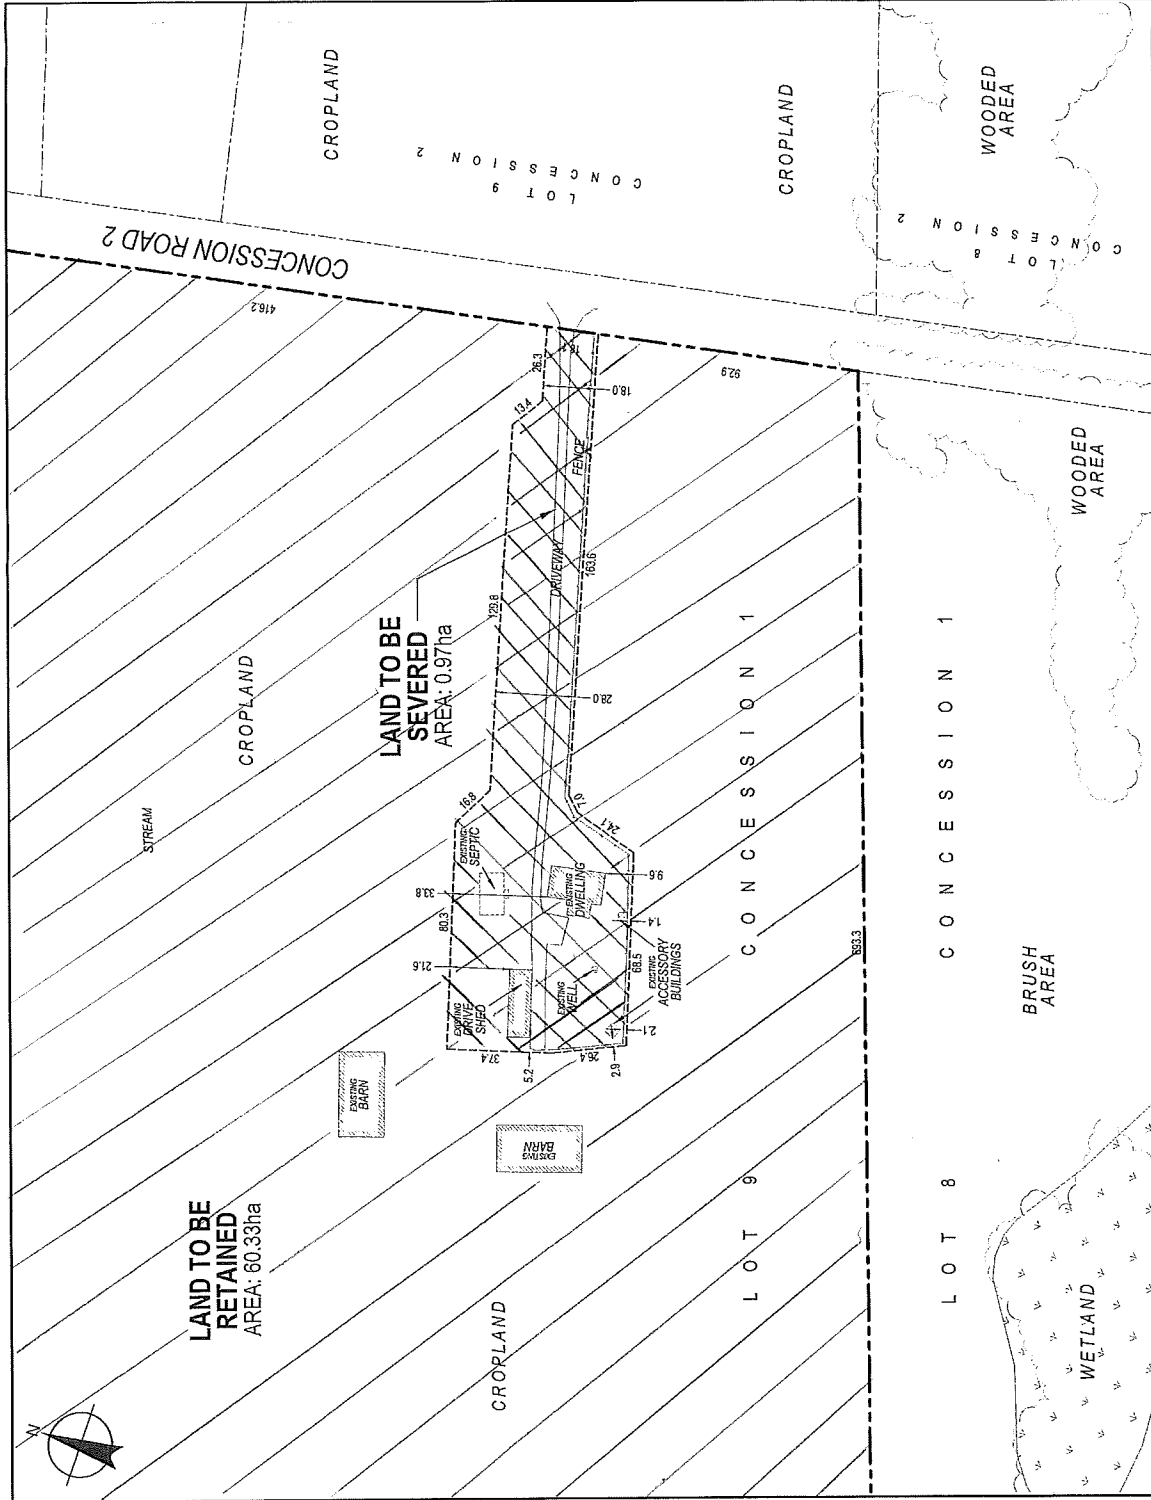 CROPLAND
LOT 9
CONCESSION 2
CROPLAND
WOODED
AREA
LOT 8
CONCESSION 2
CONCESSION ROAD 2
416.2
26.3
13.4
18.0
92.9
FENCE
DRIVEWAY
163.6
129.8
28.0
LAND TO BE
SEVERED
AREA: 0.97ha
CROPLAND
STREAM
WOODED
AREA
16.8
7.0
24.1
EXISTING
SEPTIC
33.8
80.3
21.6
EXISTING
DWELLING
9.6
1.4
68.5
EXISTING
ACCESSORY
BUILDINGS
EXISTING
WELL
EXISTING
DRIVE
SHED
2.1
37.4
5.2
26.4
2.9
EXISTING
BARN
EXISTING
BARN
LAND TO BE
RETAINED
AREA: 60.33ha
CROPLAND
LOT 9
CONCESSION 1
693.3
LOT 8
CONCESSION 1
BRUSH
AREA
WETLAND
N